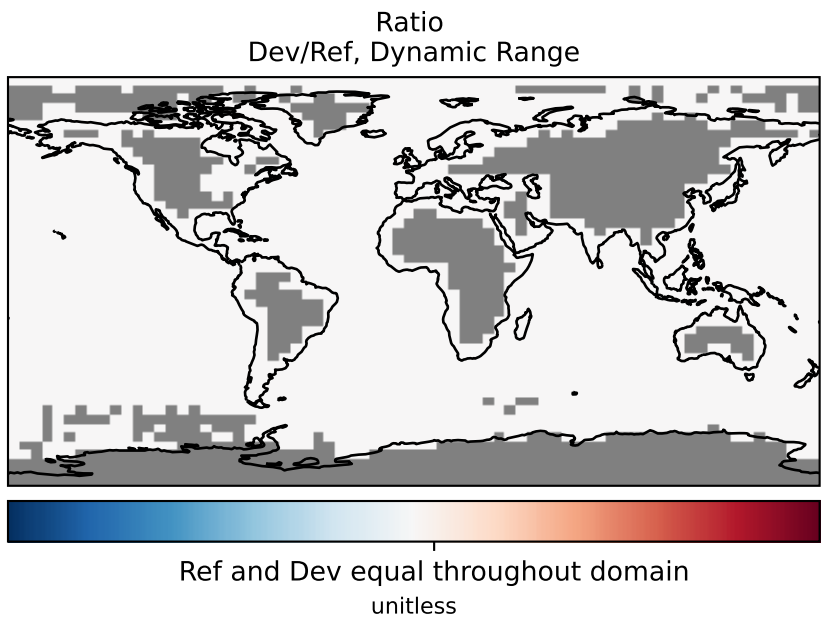 Ratio
Dev/Ref, Dynamic Range
Ref and Dev equal throughout domain
unitless